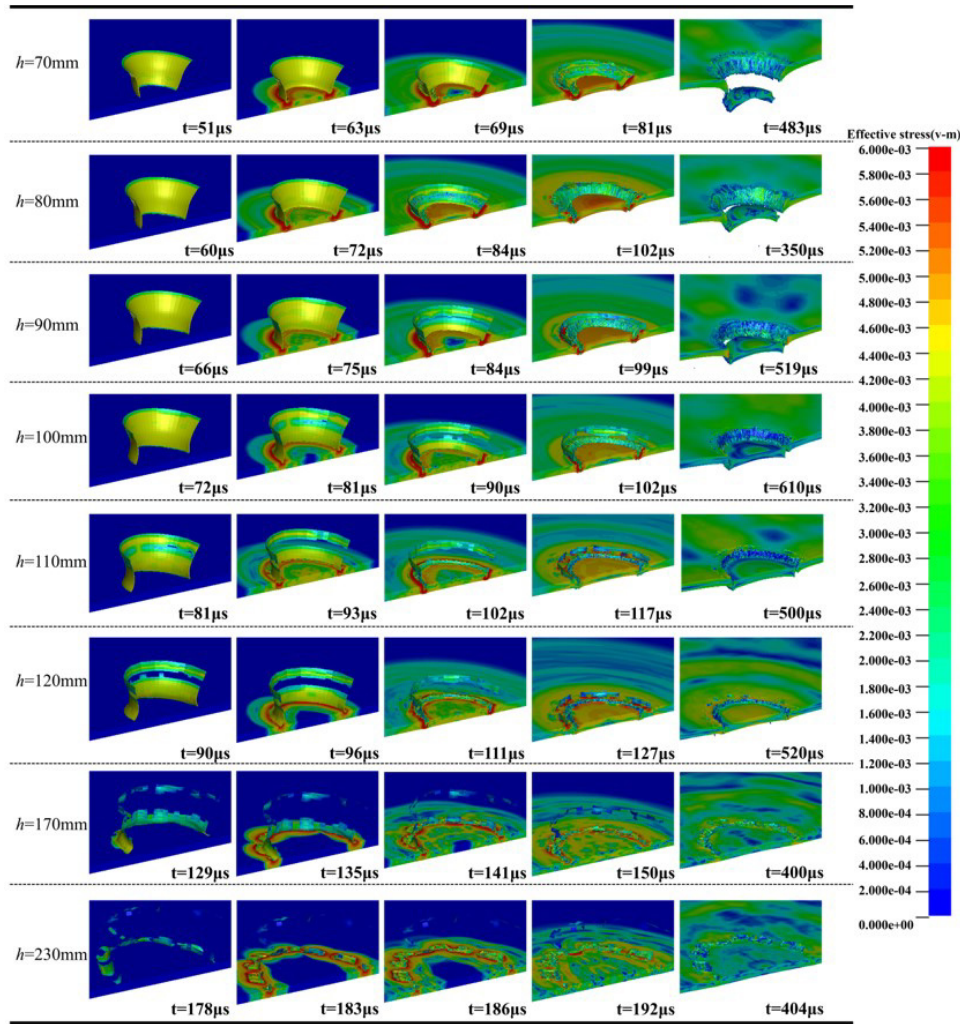 h=70mm
t=51μs t=63μs t=69μs t=81μs t=483μs
h=80mm
t=60μs t=72μs t=84μs t=102μs t=350μs
h=90mm
t=66μs t=75μs t=84μs t=99μs t=519μs
h=100mm
t=72μs t=81μs t=90μs t=102μs t=610μs
h=110mm
t=81μs t=93μs t=102μs t=117μs t=500μs
h=120mm
t=90μs t=96μs t=111μs t=127μs t=520μs
h=170mm
t=129μs t=135μs t=141μs t=150μs t=400μs
h=230mm
t=178μs t=183μs t=186μs t=192μs t=404μs
Effective stress(v-m)
6.000e-03
5.800e-03
5.600e-03
5.400e-03
5.200e-03
5.000e-03
4.800e-03
4.600e-03
4.400e-03
4.200e-03
4.000e-03
3.800e-03
3.600e-03
3.400e-03
3.200e-03
3.000e-03
2.800e-03
2.600e-03
2.400e-03
2.200e-03
2.000e-03
1.800e-03
1.600e-03
1.400e-03
1.200e-03
1.000e-03
8.000e-04
6.000e-04
4.000e-04
2.000e-04
0.000e+00